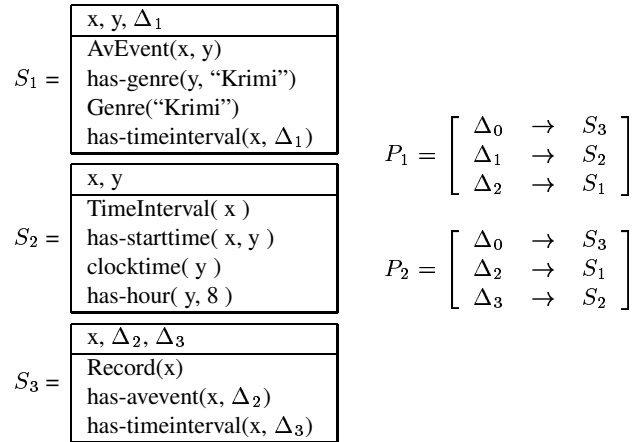 S₁ =
x, y, Δ₁
AvEvent(x, y)
has-genre(y, “Krimi”)
Genre(“Krimi”)
has-timeinterval(x, Δ₁)
S₂ =
x, y
TimeInterval( x )
has-starttime( x, y )
clocktime( y )
has-hour( y, 8 )
S₃ =
x, Δ₂, Δ₃
Record(x)
has-avevent(x, Δ₂)
has-timeinterval(x, Δ₃)
P₁ =
Δ₀ → S₃
Δ₁ → S₂
Δ₂ → S₁
P₂ =
Δ₀ → S₃
Δ₂ → S₁
Δ₃ → S₂